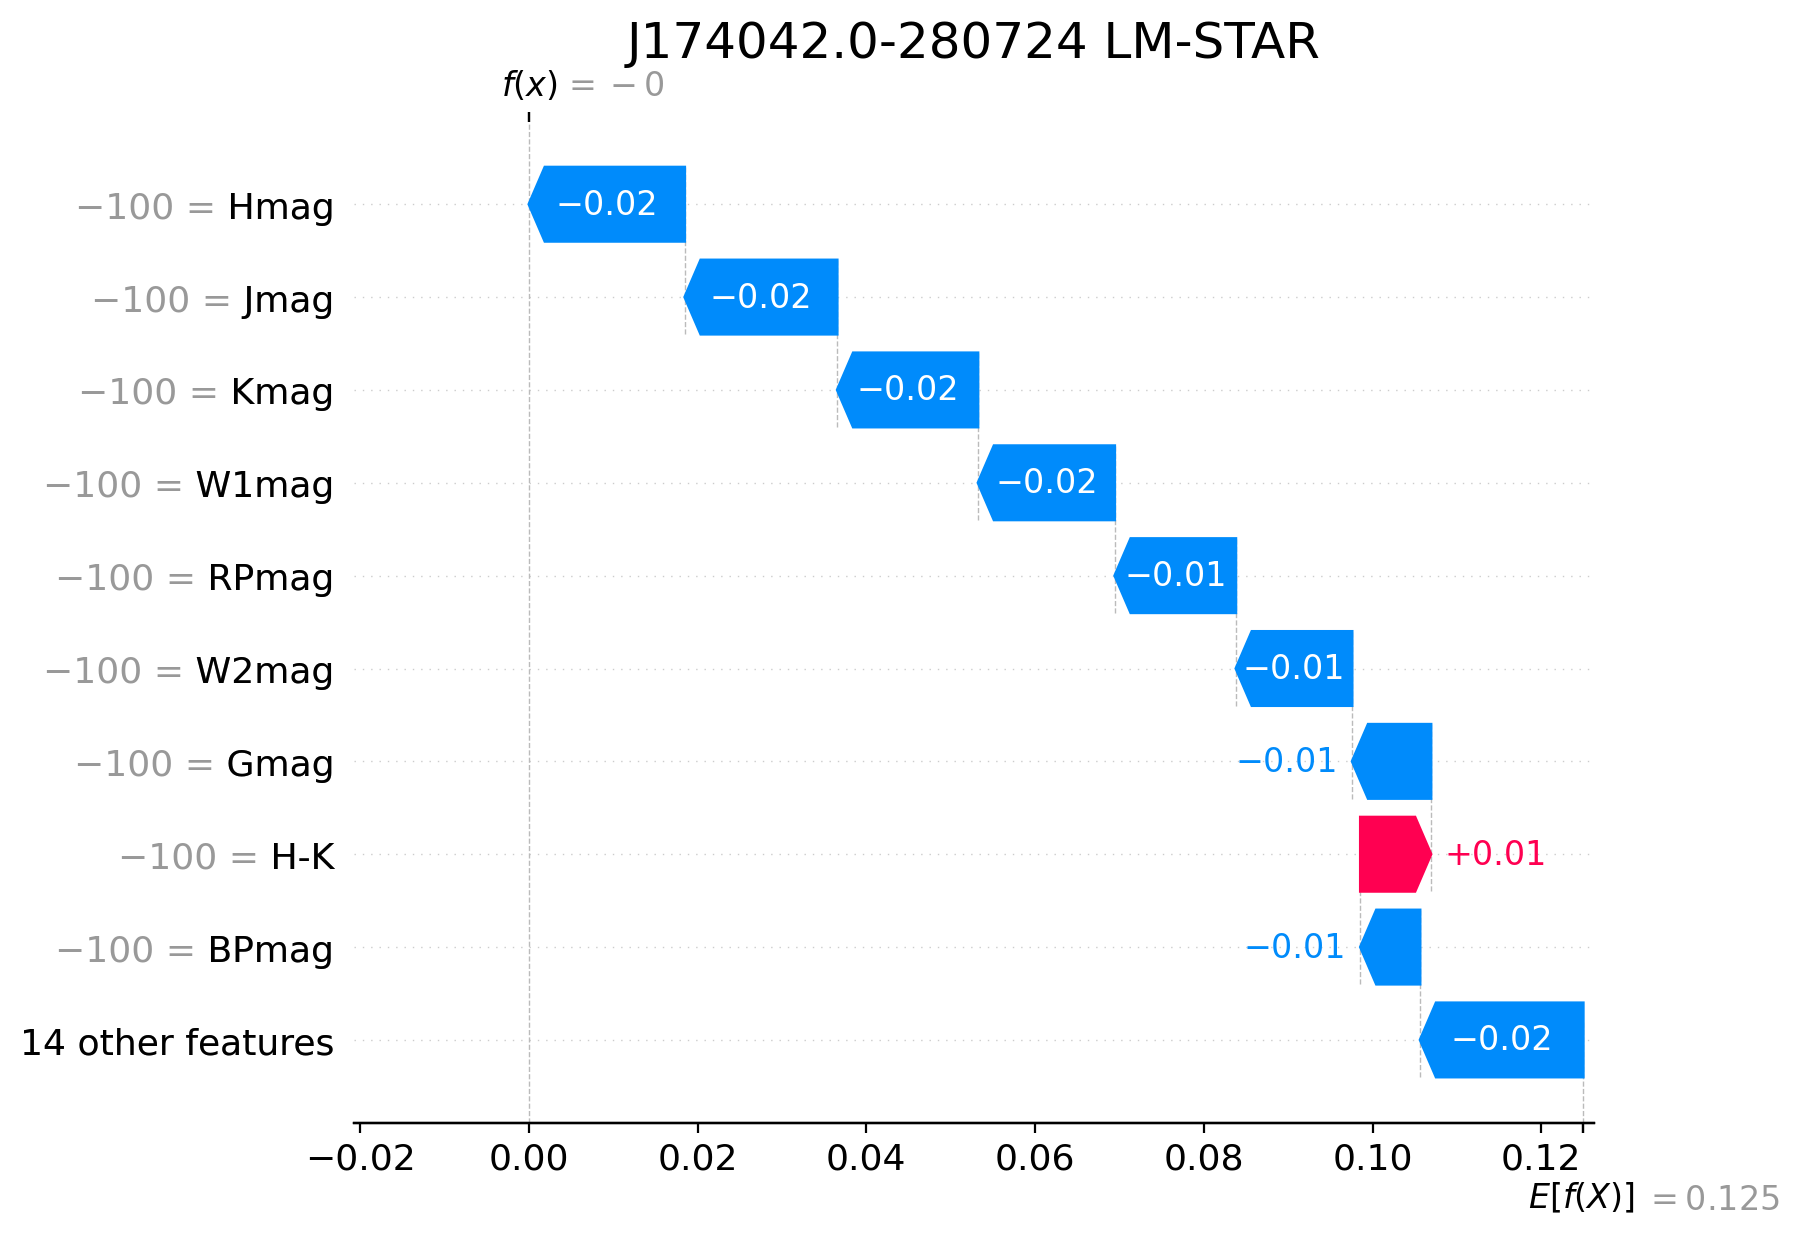 J174042.0-280724 LM-STAR
f(x) = −0
−100 = Hmag −0.02
−100 = Jmag −0.02
−100 = Kmag −0.02
−100 = W1mag −0.02
−100 = RPmag −0.01
−100 = W2mag −0.01
−100 = Gmag −0.01
−100 = H-K +0.01
−100 = BPmag −0.01
14 other features −0.02
−0.02 0.00 0.02 0.04 0.06 0.08 0.10 0.12
E[f(X)] = 0.125